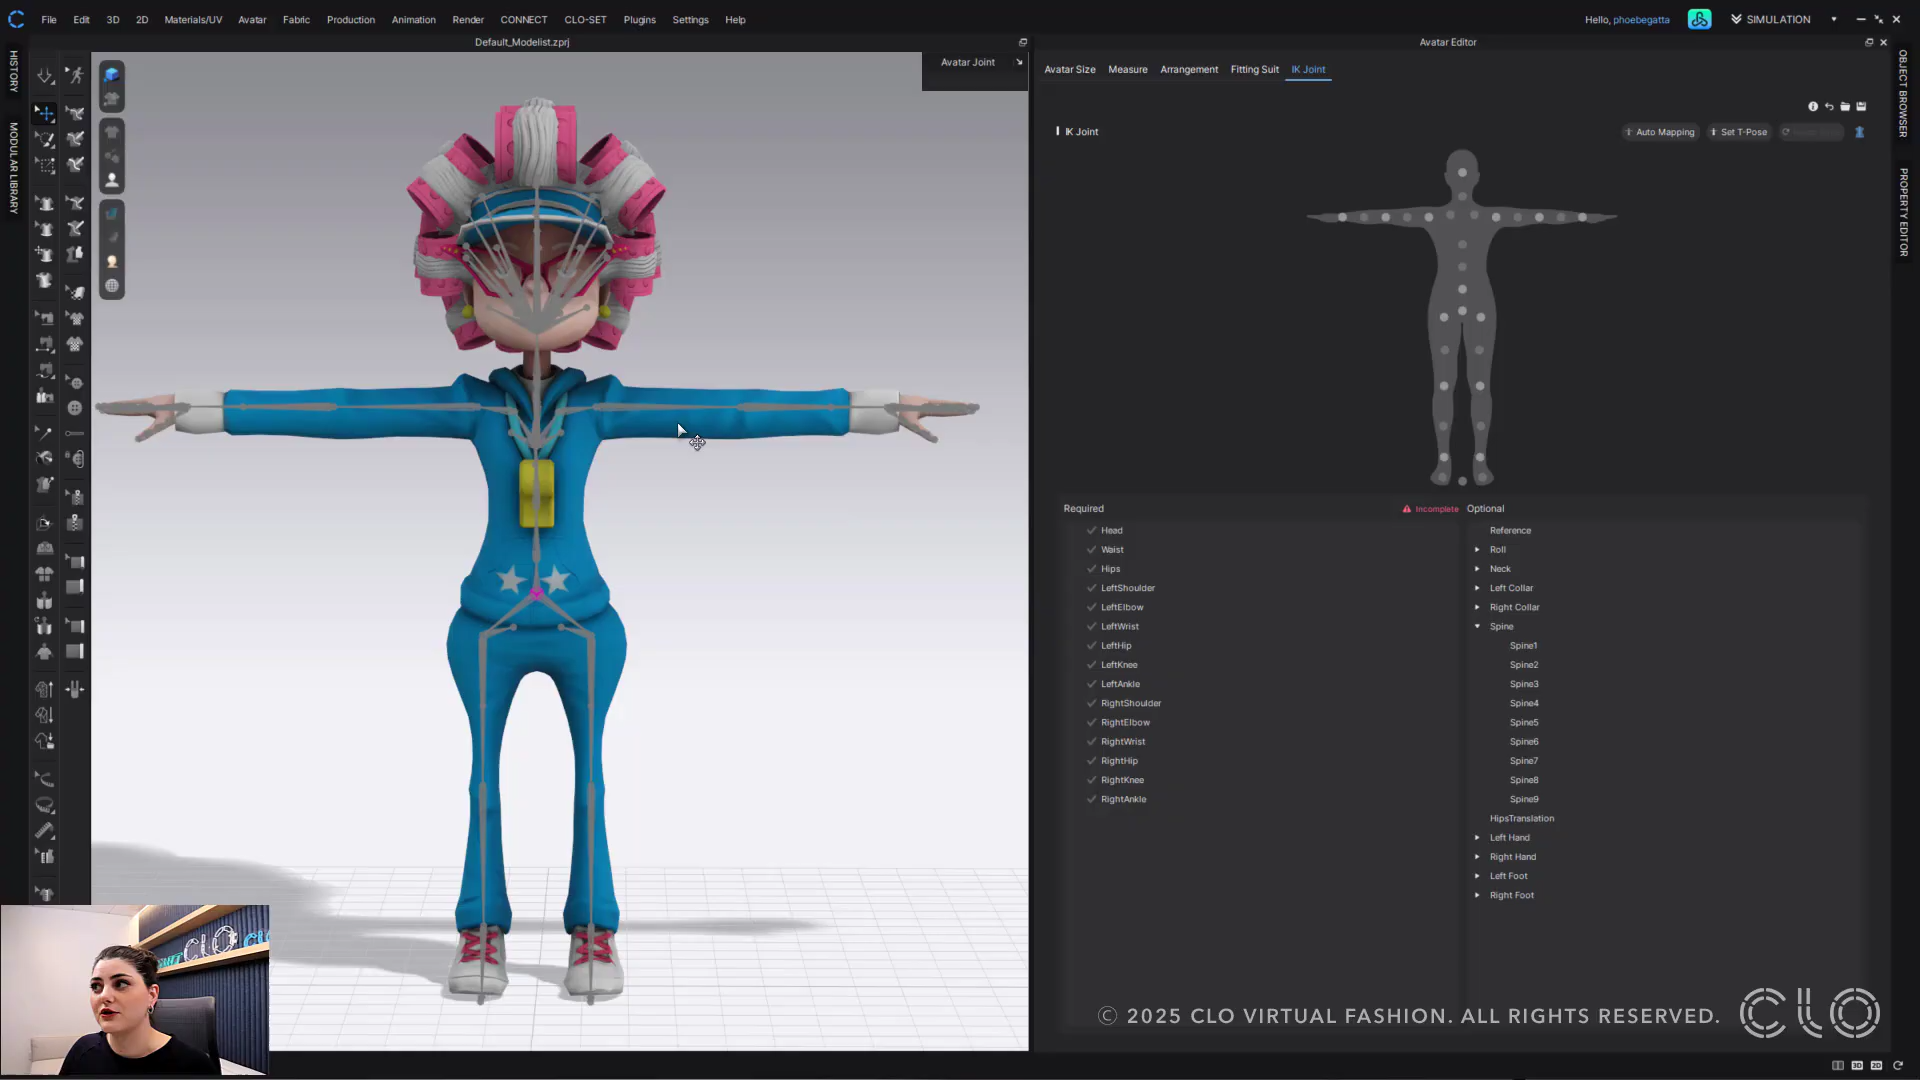 File Edit 3D 2D Materials/UV Avatar Fabric Production Animation Render CONNECT CLO-SET Plugins Settings Help
Hello, phoebegatta
SIMULATION
Default_Modelist.zprj
Avatar Editor
HISTORY
MODULAR LIBRARY
OBJECT BROWSER
PROPERTY EDITOR
Avatar Joint
Avatar Size Measure Arrangement Fitting Suit IK Joint
IK Joint
Auto Mapping
Set T-Pose
Required
Incomplete
Head
Waist
Hips
LeftShoulder
LeftElbow
LeftWrist
LeftHip
LeftKnee
LeftAnkle
RightShoulder
RightElbow
RightWrist
RightHip
RightKnee
RightAnkle
Optional
Reference
Roll
Neck
Left Collar
Right Collar
Spine
Spine1
Spine2
Spine3
Spine4
Spine5
Spine6
Spine7
Spine8
Spine9
HipsTranslation
Left Hand
Right Hand
Left Foot
Right Foot
CLO
© 2025 CLO VIRTUAL FASHION. ALL RIGHTS RESERVED.
CLO
3D 2D